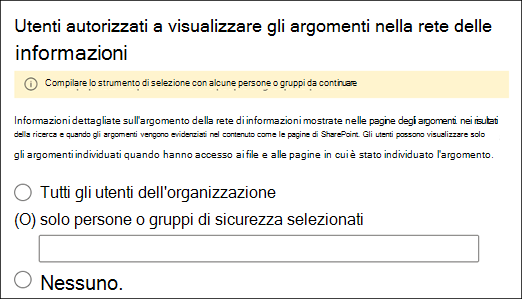 Utenti autorizzati a visualizzare gli argomenti nella rete delle
informazioni
Compilare lo strumento di selezione con alcune persone o gruppi da continuare
Informazioni dettagliate sull'argomento della rete di informazioni mostrate nelle pagine degli argomenti. nei risultati
della ricerca e quando gli argomenti vengono evidenziati nel contenuto come le pagine di SharePoint. Gli utenti possono visualizzare solo
gli argomenti individuati quando hanno accesso ai file e alle pagine in cui è stato individuato l'argomento.
Tutti gli utenti dell'organizzazione
(O) solo persone o gruppi di sicurezza selezionati
Nessuno.